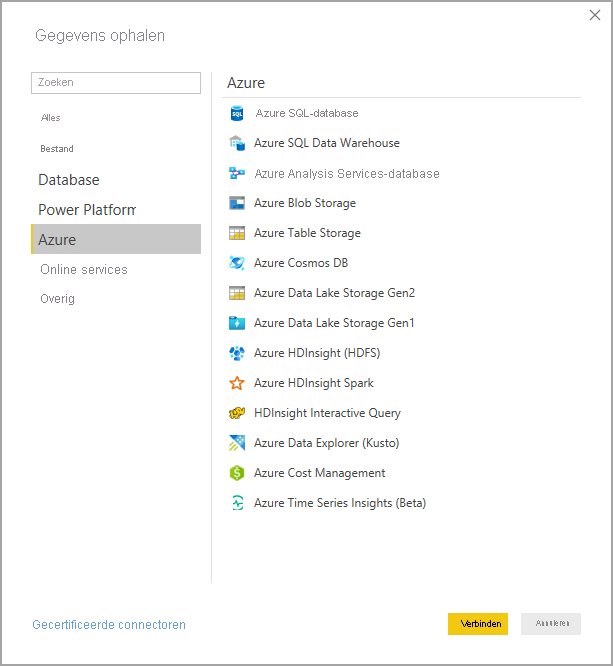 Gegevens ophalen
Zoeken
Alles
Bestand
Database
Power Platform
Azure
Online services
Overig
Azure
Azure SQL-database
Azure SQL Data Warehouse
Azure Analysis Services-database
Azure Blob Storage
Azure Table Storage
Azure Cosmos DB
Azure Data Lake Storage Gen2
Azure Data Lake Storage Gen1
Azure HDInsight (HDFS)
Azure HDInsight Spark
HDInsight Interactive Query
Azure Data Explorer (Kusto)
Azure Cost Management
Azure Time Series Insights (Beta)
Gecertificeerde connectoren
Verbinden
Annuleren